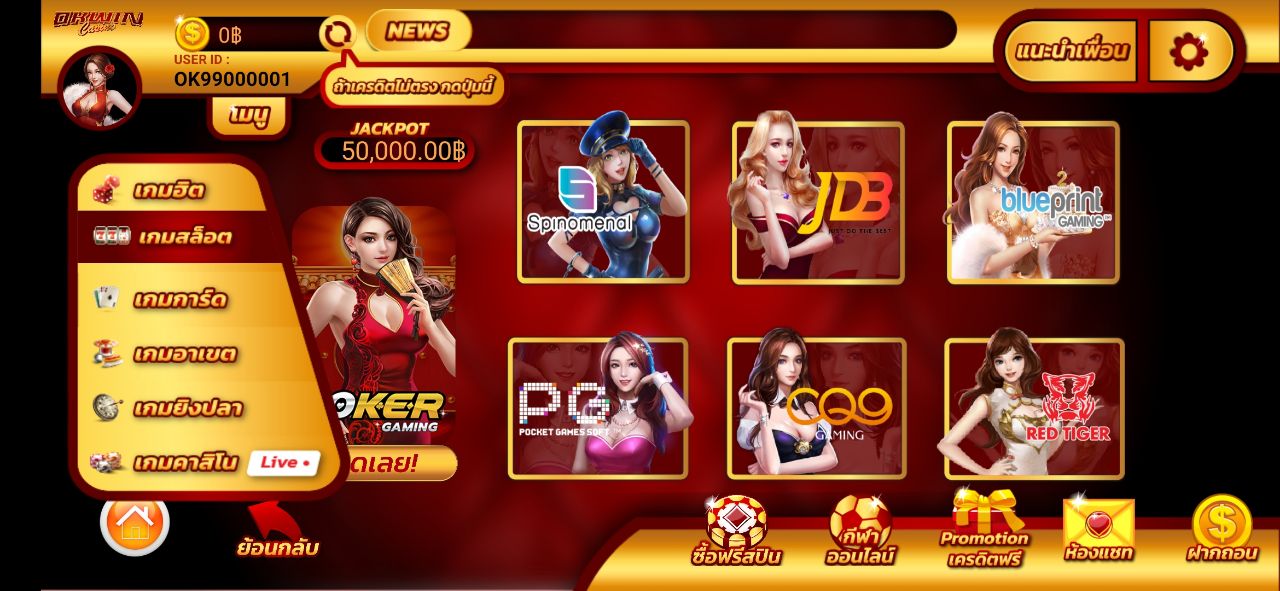 OKWIN
Casino
0฿
NEWS
แนะนำเพื่อน
USER ID :
OK99000001
ถ้าเครดิตไม่ตรง กดปุ่มนี้
เมนู
JACKPOT
50,000.00฿
เกมฮิต
เกมสล็อต
เกมการ์ด
เกมอาเขต
เกมยิงปลา
เกมคาสิโน
Live
OKER
GAMING
ดเลย!
Spinomenal
JDB
JUST DO THE BEST
2
blueprint
GAMING
PG
POCKET GAMES SOFT
CQ9
GAMING
RED TIGER
ย้อนกลับ
ซื้อฟรีสปิน
กีฬา
ออนไลน์
Promotion
เครดิตฟรี
ห้องแชท
ฝากถอน